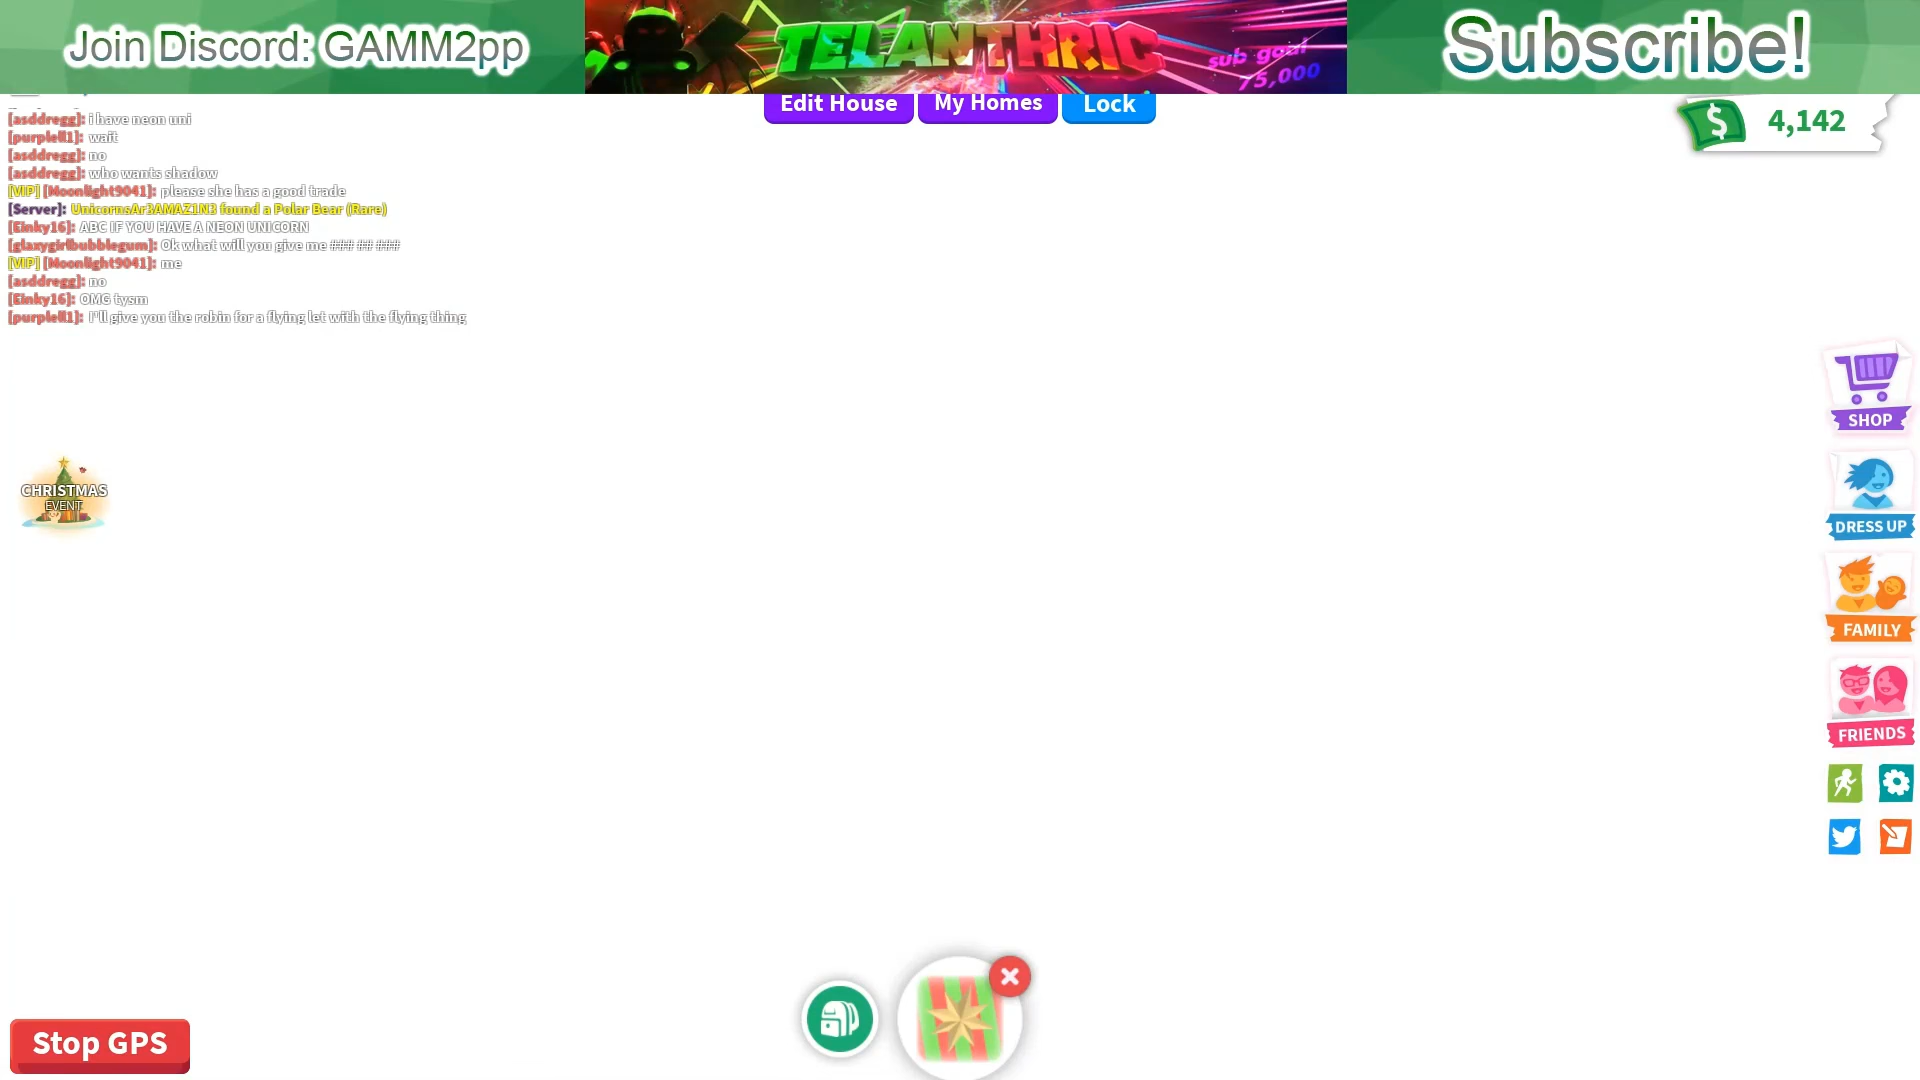 Join Discord: GAMM2pp
TELANTHRIC
sub goal
75,000
Subscribe!
Edit House
My Homes
Lock
4,142
[asddregg]: i have neon uni
[purplell1]: wait
[asddregg]: no
[asddregg]: who wants shadow
[VIP] [Moonlight9041]: please she has a good trade
[Server]: UnicornsAr3AMAZ1N3 found a Polar Bear (Rare)
[Einky16]: ABC IF YOU HAVE A NEON UNICORN
[glaxygirlbubblegum]: Ok what will you give me ### ## ###
[VIP] [Moonlight9041]: me
[asddregg]: no
[Einky16]: OMG tysm
[purplell1]: I'll give you the robin for a flying let with the flying thing
CHRISTMAS
EVENT
SHOP
DRESS UP
FAMILY
FRIENDS
Stop GPS